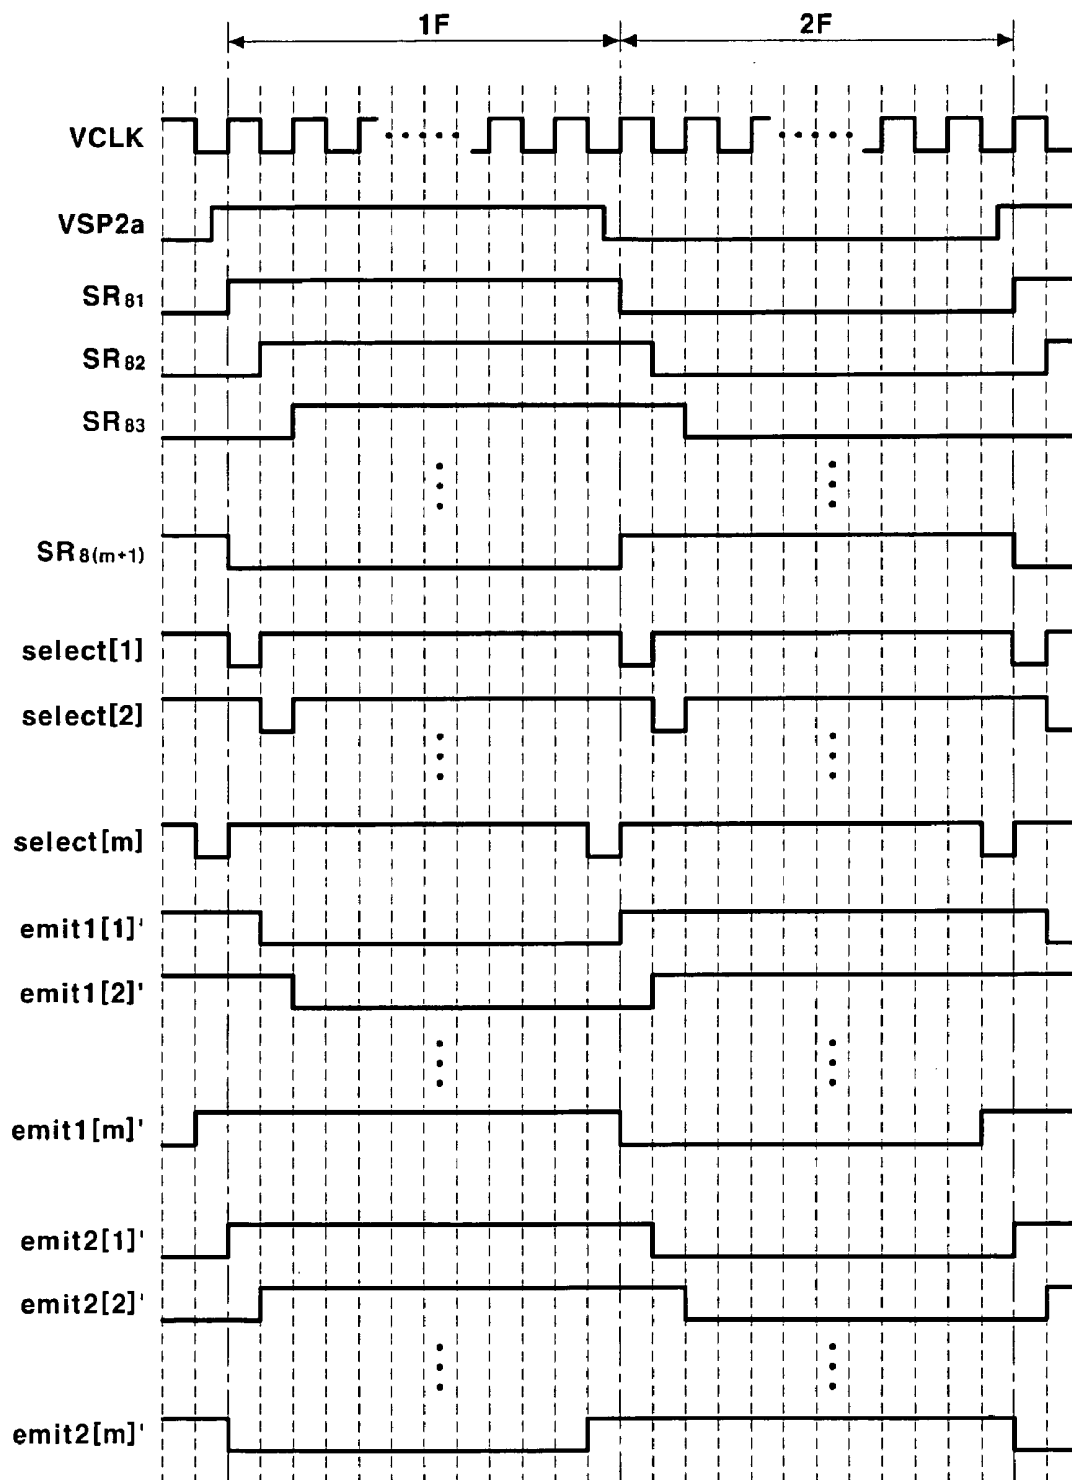 1F 2F
VCLK
VSP2a
SR81
SR82
SR83
SR8(m+1)
select[1]
select[2]
select[m]
emit1[1]'
emit1[2]'
emit1[m]'
emit2[1]'
emit2[2]'
emit2[m]'